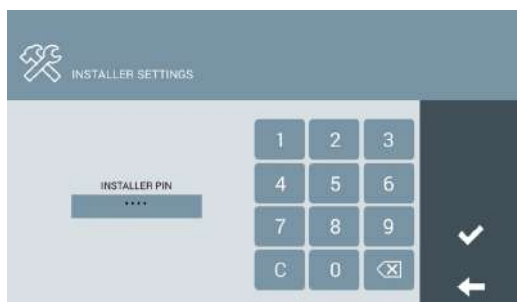 INSTALLER SETTINGS
1 2 3
INSTALLER PIN
····
4 5 6
7 8 9
C 0